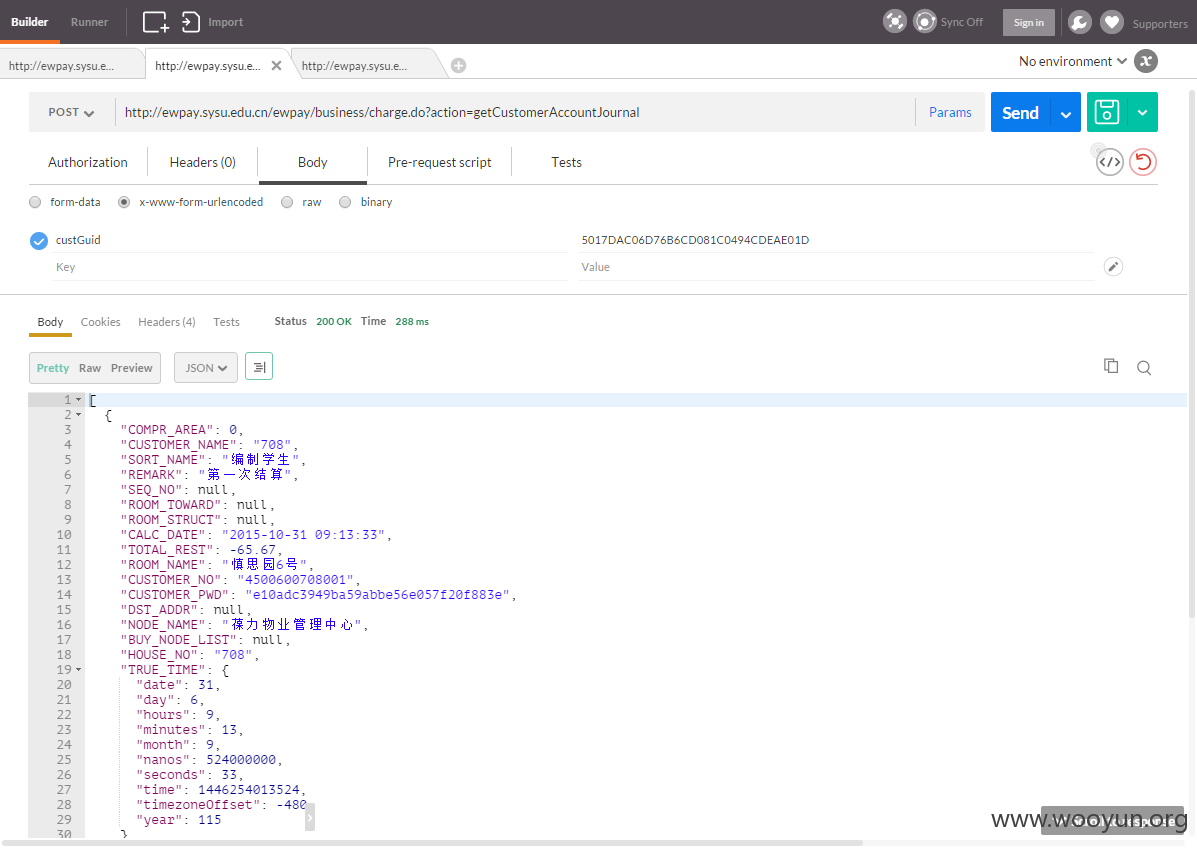 Builder Runner Import Sync Off Sign in Supporters
http://ewpay.sysu.e... http://ewpay.sysu.e... http://ewpay.sysu.e... No environment
POST http://ewpay.sysu.edu.cn/ewpay/business/charge.do?action=getCustomerAccountJournal Params Send
Authorization Headers (0) Body Pre-request script Tests
form-data x-www-form-urlencoded raw binary
custGuid 5017DAC06D76B6CD081C0494CDEAE01D
Key Value
Body Cookies Headers (4) Tests Status 200 OK Time 288 ms
Pretty Raw Preview JSON
1 [
2 {
3 "COMPR_AREA": 0,
4 "CUSTOMER_NAME": "708",
5 "SORT_NAME": "编制学生",
6 "REMARK": "第一次结算",
7 "SEQ_NO": null,
8 "ROOM_TOWARD": null,
9 "ROOM_STRUCT": null,
10 "CALC_DATE": "2015-10-31 09:13:33",
11 "TOTAL_REST": -65.67,
12 "ROOM_NAME": "慎思园6号",
13 "CUSTOMER_NO": "4500600708001",
14 "CUSTOMER_PWD": "e10adc3949ba59abbe56e057f20f883e",
15 "DST_ADDR": null,
16 "NODE_NAME": "葆力物业管理中心",
17 "BUY_NODE_LIST": null,
18 "HOUSE_NO": "708",
19 "TRUE_TIME": {
20 "date": 31,
21 "day": 6,
22 "hours": 9,
23 "minutes": 13,
24 "month": 9,
25 "nanos": 524000000,
26 "seconds": 33,
27 "time": 1446254013524,
28 "timezoneOffset": -480
29 "year": 115
30 }
www.wooyun.org